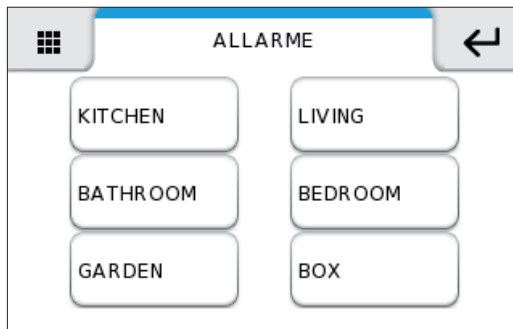 ALLARME
KITCHEN
LIVING
BATHROOM
BEDROOM
GARDEN
BOX